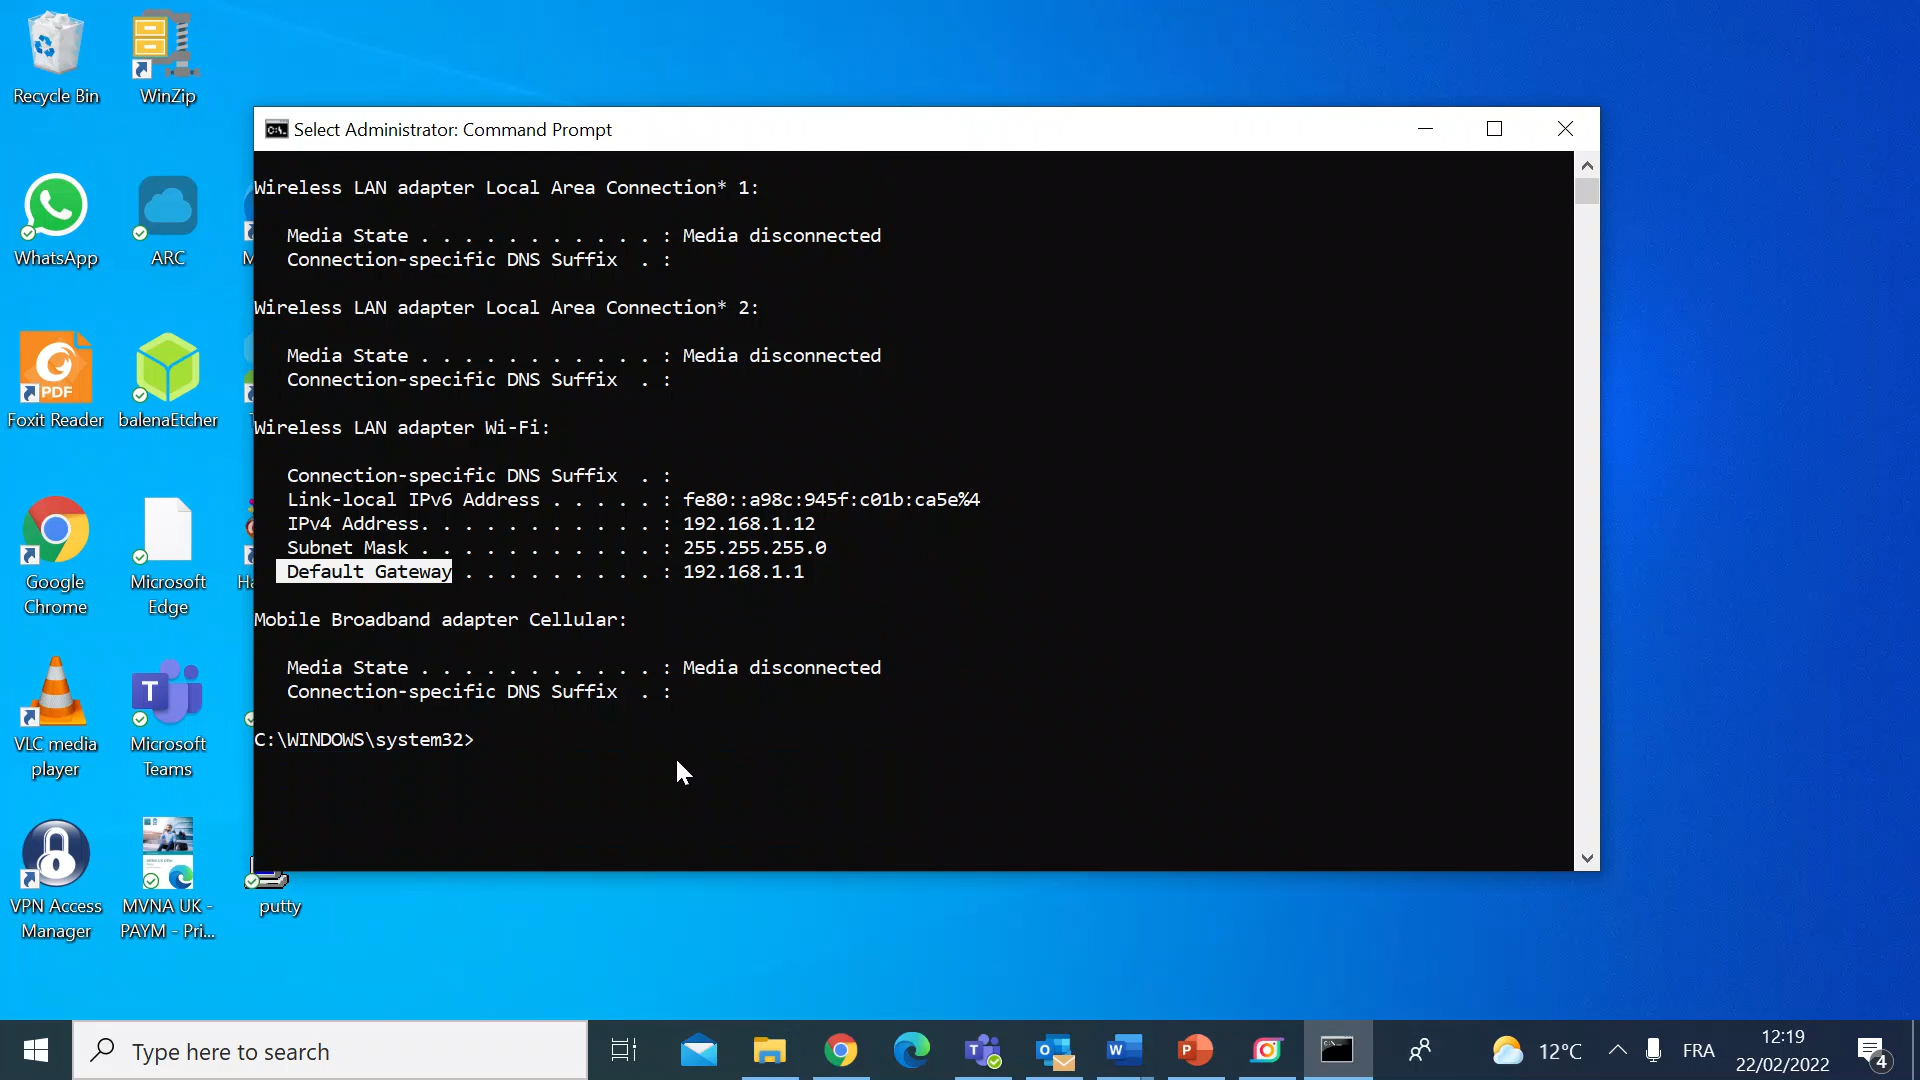 Recycle Bin
WinZip
WhatsApp
ARC
Foxit Reader
PDF
balenaEtcher
Google
Chrome
Microsoft
Edge
VLC media
player
Microsoft
Teams
VPN Access
Manager
MVNA UK -
PAYM - Pri...
putty
Select Administrator: Command Prompt
Wireless LAN adapter Local Area Connection* 1:
Media State . . . . . . . . . . . : Media disconnected
Connection-specific DNS Suffix  . :
Wireless LAN adapter Local Area Connection* 2:
Media State . . . . . . . . . . . : Media disconnected
Connection-specific DNS Suffix  . :
Wireless LAN adapter Wi-Fi:
Connection-specific DNS Suffix  . :
Link-local IPv6 Address . . . . . : fe80::a98c:945f:c01b:ca5e%4
IPv4 Address. . . . . . . . . . . : 192.168.1.12
Subnet Mask . . . . . . . . . . . : 255.255.255.0
Default Gateway . . . . . . . . . : 192.168.1.1
Mobile Broadband adapter Cellular:
Media State . . . . . . . . . . . : Media disconnected
Connection-specific DNS Suffix  . :
C:\WINDOWS\system32>
Type here to search
12°C
FRA
12:19
22/02/2022
4